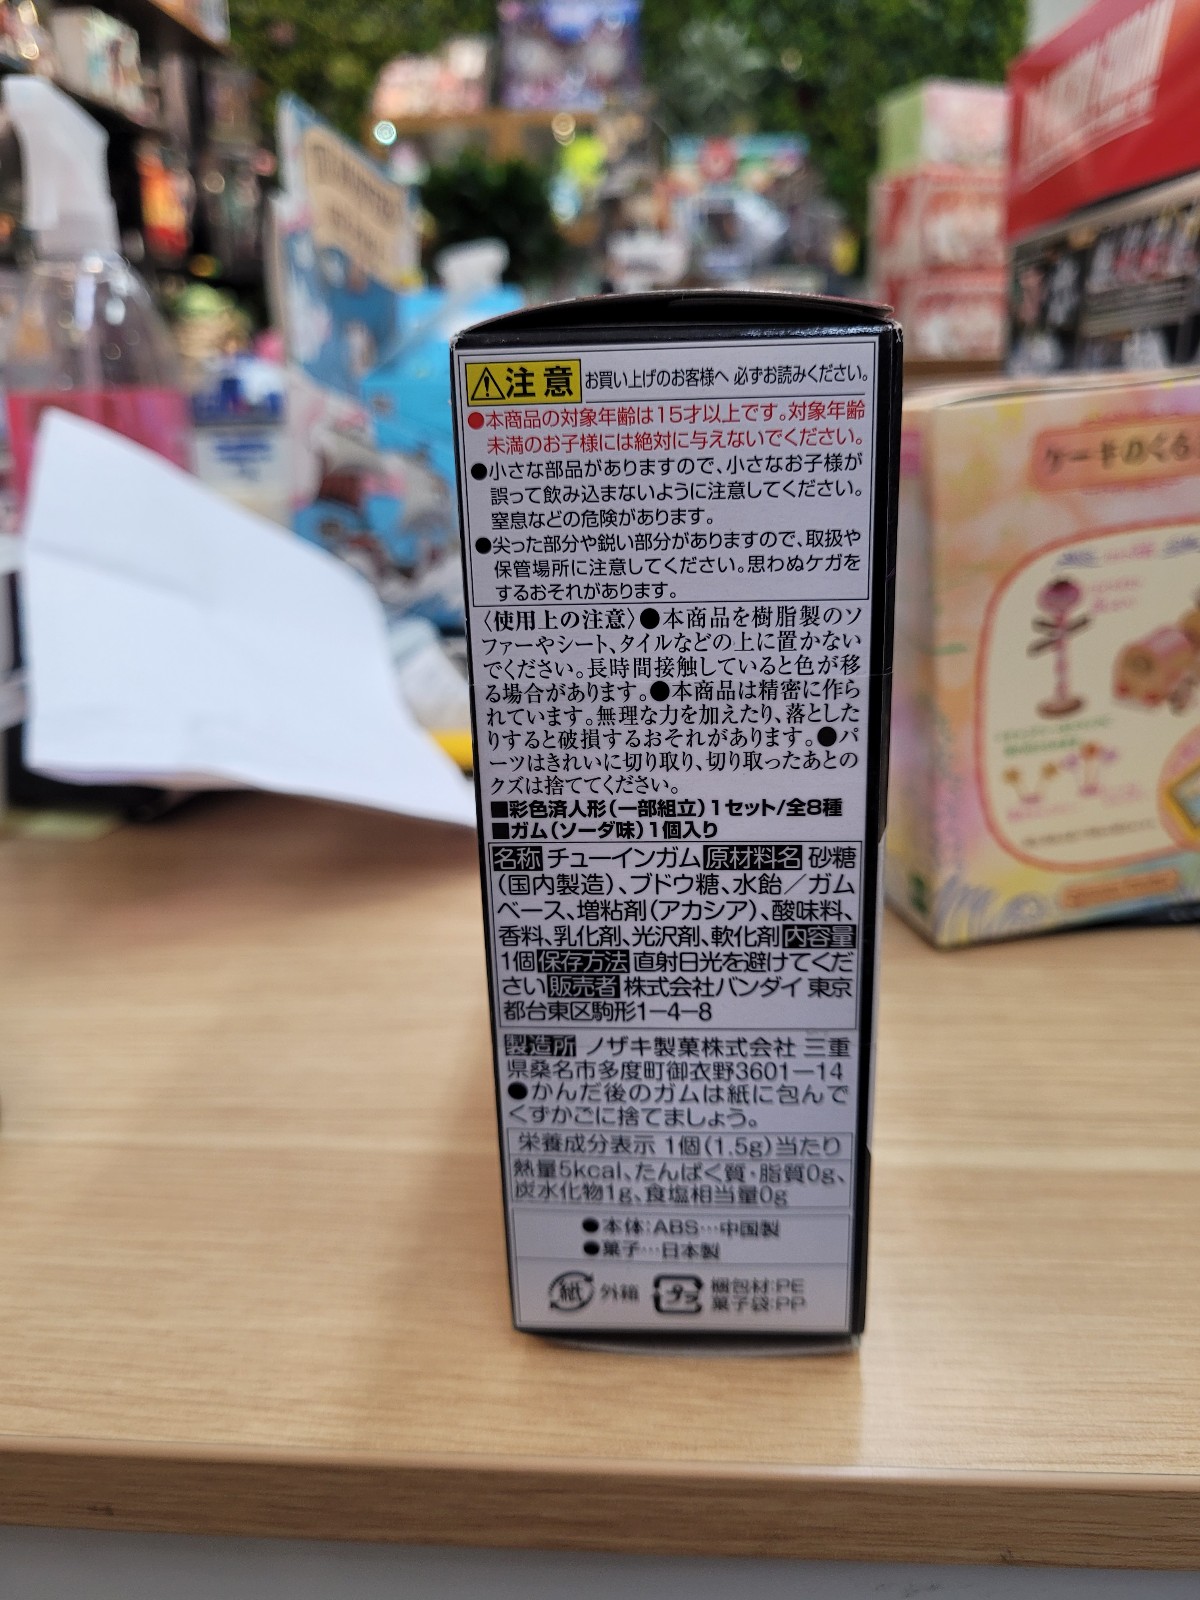 注意 お買い上げのお客様へ 必ずお読みください。
●本商品の対象年齢は15才以上です。対象年齢
未満のお子様には絶対に与えないでください。
●小さな部品がありますので、小さなお子様が
誤って飲み込まないように注意してください。
窒息などの危険があります。
●尖った部分や鋭い部分がありますので、取扱や
保管場所に注意してください。思わぬケガを
するおそれがあります。
〈使用上の注意〉●本商品を樹脂製のソ
ファーやシート、タイルなどの上に置かない
でください。長時間接触していると色が移
る場合があります。●本商品は精密に作ら
れています。無理な力を加えたり、落とした
りすると破損するおそれがあります。●パ
ーツはきれいに切り取り、切り取ったあとの
クズは捨ててください。
■彩色済人形(一部組立)1セット/全8種
■ガム(ソーダ味)1個入り
名称 チューインガム 原材料名 砂糖
(国内製造)、ブドウ糖、水飴/ガム
ベース、増粘剤(アカシア)、酸味料、
香料、乳化剤、光沢剤、軟化剤 内容量
1個 保存方法 直射日光を避けてくだ
さい 販売者 株式会社バンダイ 東京
都台東区駒形1-4-8
製造所 ノザキ製菓株式会社 三重
県桑名市多度町御衣野3601-14
●かんだ後のガムは紙に包んで
くずかごに捨てましょう。
栄養成分表示 1個(1.5g)当たり
熱量5kcal、たんぱく質・脂質0g、
炭水化物1g、食塩相当量0g
●本体:ABS…中国製
●菓子…日本製
紙 外箱 プラ 梱包材:PE
菓子袋:PP
ケーキのくら